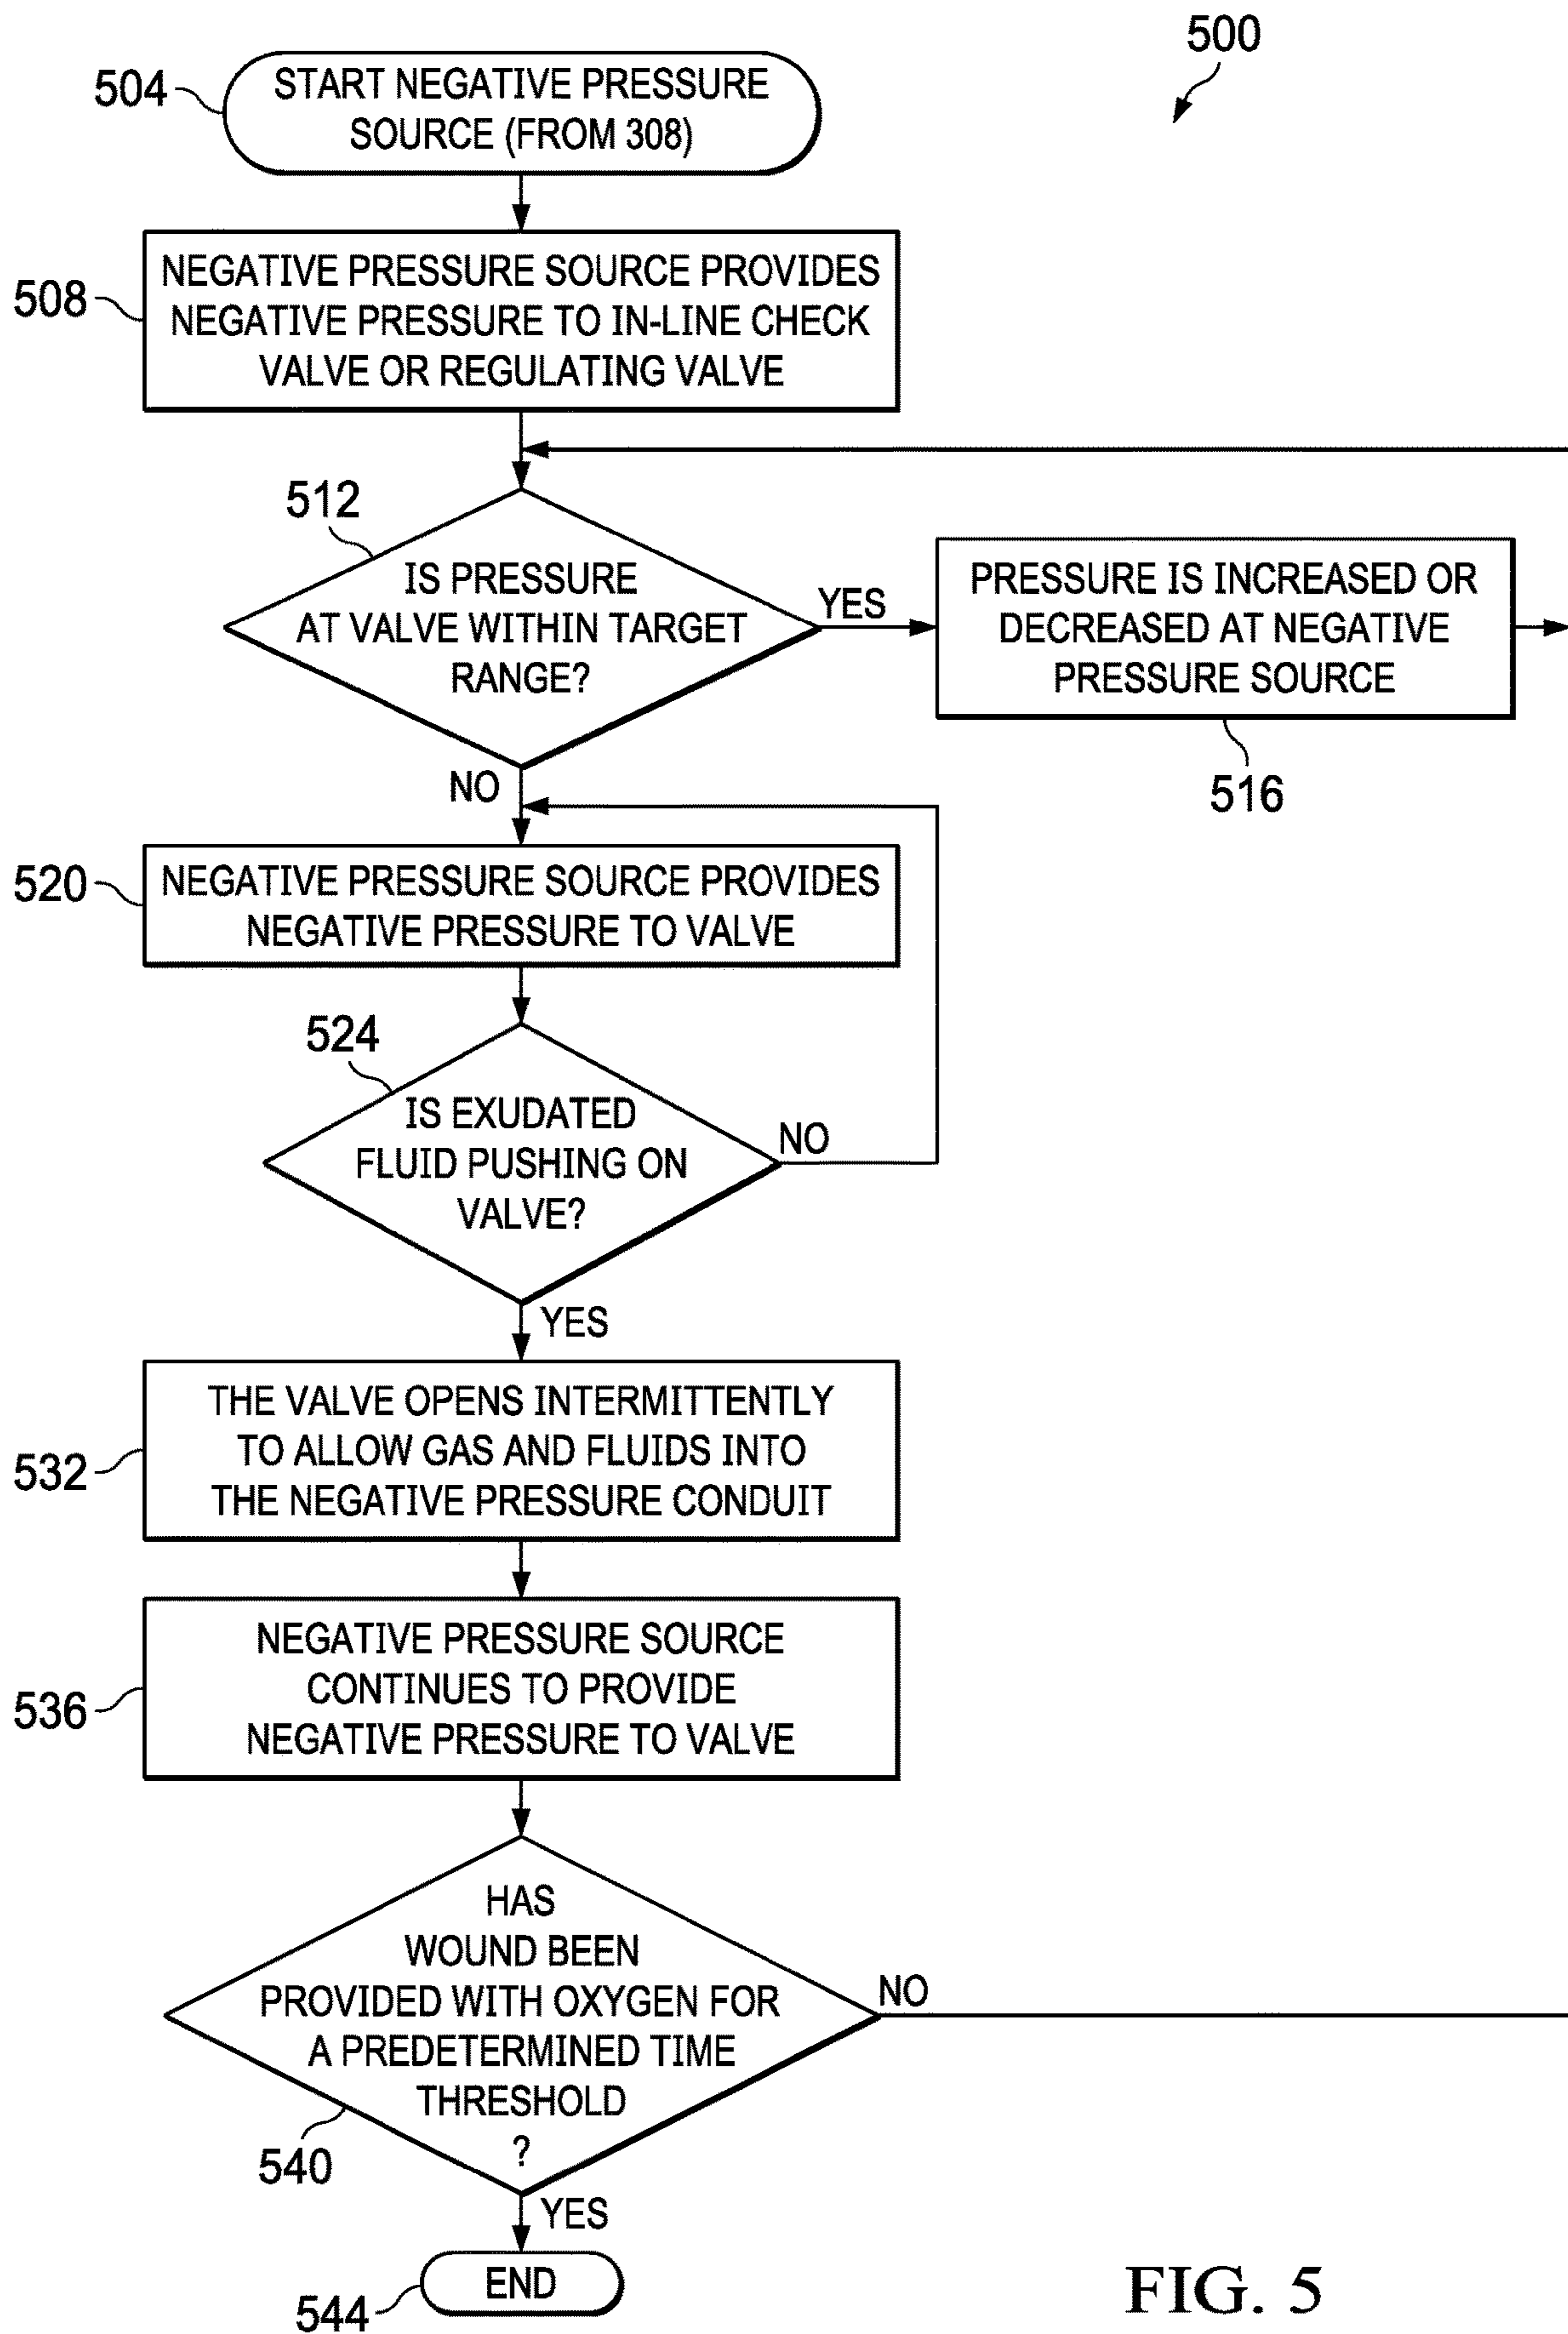 500
504
START NEGATIVE PRESSURE
SOURCE (FROM 308)
508
NEGATIVE PRESSURE SOURCE PROVIDES
NEGATIVE PRESSURE TO IN-LINE CHECK
VALVE OR REGULATING VALVE
512
IS PRESSURE
AT VALVE WITHIN TARGET
RANGE?
YES
PRESSURE IS INCREASED OR
DECREASED AT NEGATIVE
PRESSURE SOURCE
516
NO
520
NEGATIVE PRESSURE SOURCE PROVIDES
NEGATIVE PRESSURE TO VALVE
524
IS EXUDATED
FLUID PUSHING ON
VALVE?
NO
YES
532
THE VALVE OPENS INTERMITTENTLY
TO ALLOW GAS AND FLUIDS INTO
THE NEGATIVE PRESSURE CONDUIT
536
NEGATIVE PRESSURE SOURCE
CONTINUES TO PROVIDE
NEGATIVE PRESSURE TO VALVE
HAS
WOUND BEEN
PROVIDED WITH OXYGEN FOR
A PREDETERMINED TIME
THRESHOLD
?
NO
540
YES
END
544
FIG. 5